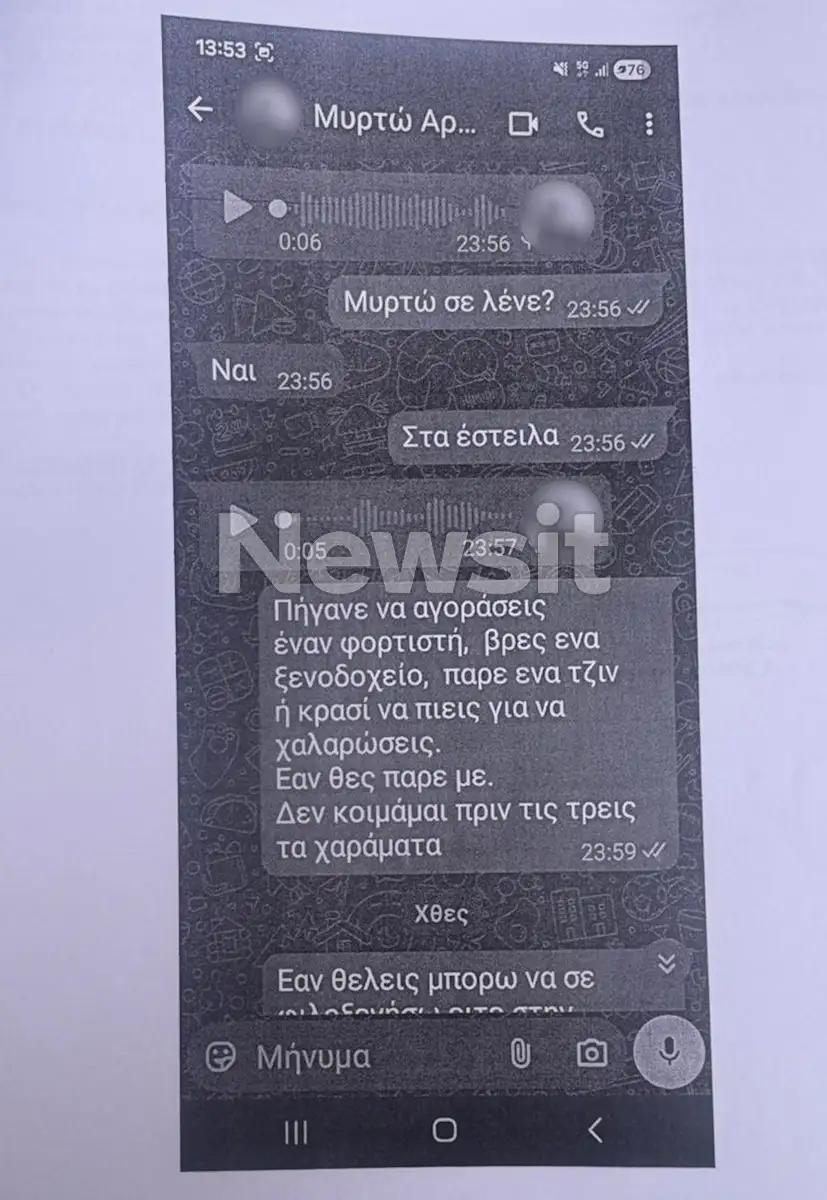 13:53
5G
76
Μυρτώ Αρ...
0:06 23:56
Μυρτώ σε λένε? 23:56
Ναι 23:56
Στα έστειλα 23:56
0:05 23:57
Newsit
Πήγανε να αγοράσεις
έναν φορτιστή, βρες ενα
ξενοδοχείο, παρε ενα τζιν
ή κρασί να πιεις για να
χαλαρώσεις.
Εαν θες παρε με.
Δεν κοιμάμαι πριν τις τρεις
τα χαράματα 23:59
Χθες
Εαν θελεις μπορω να σε
Μήνυμα